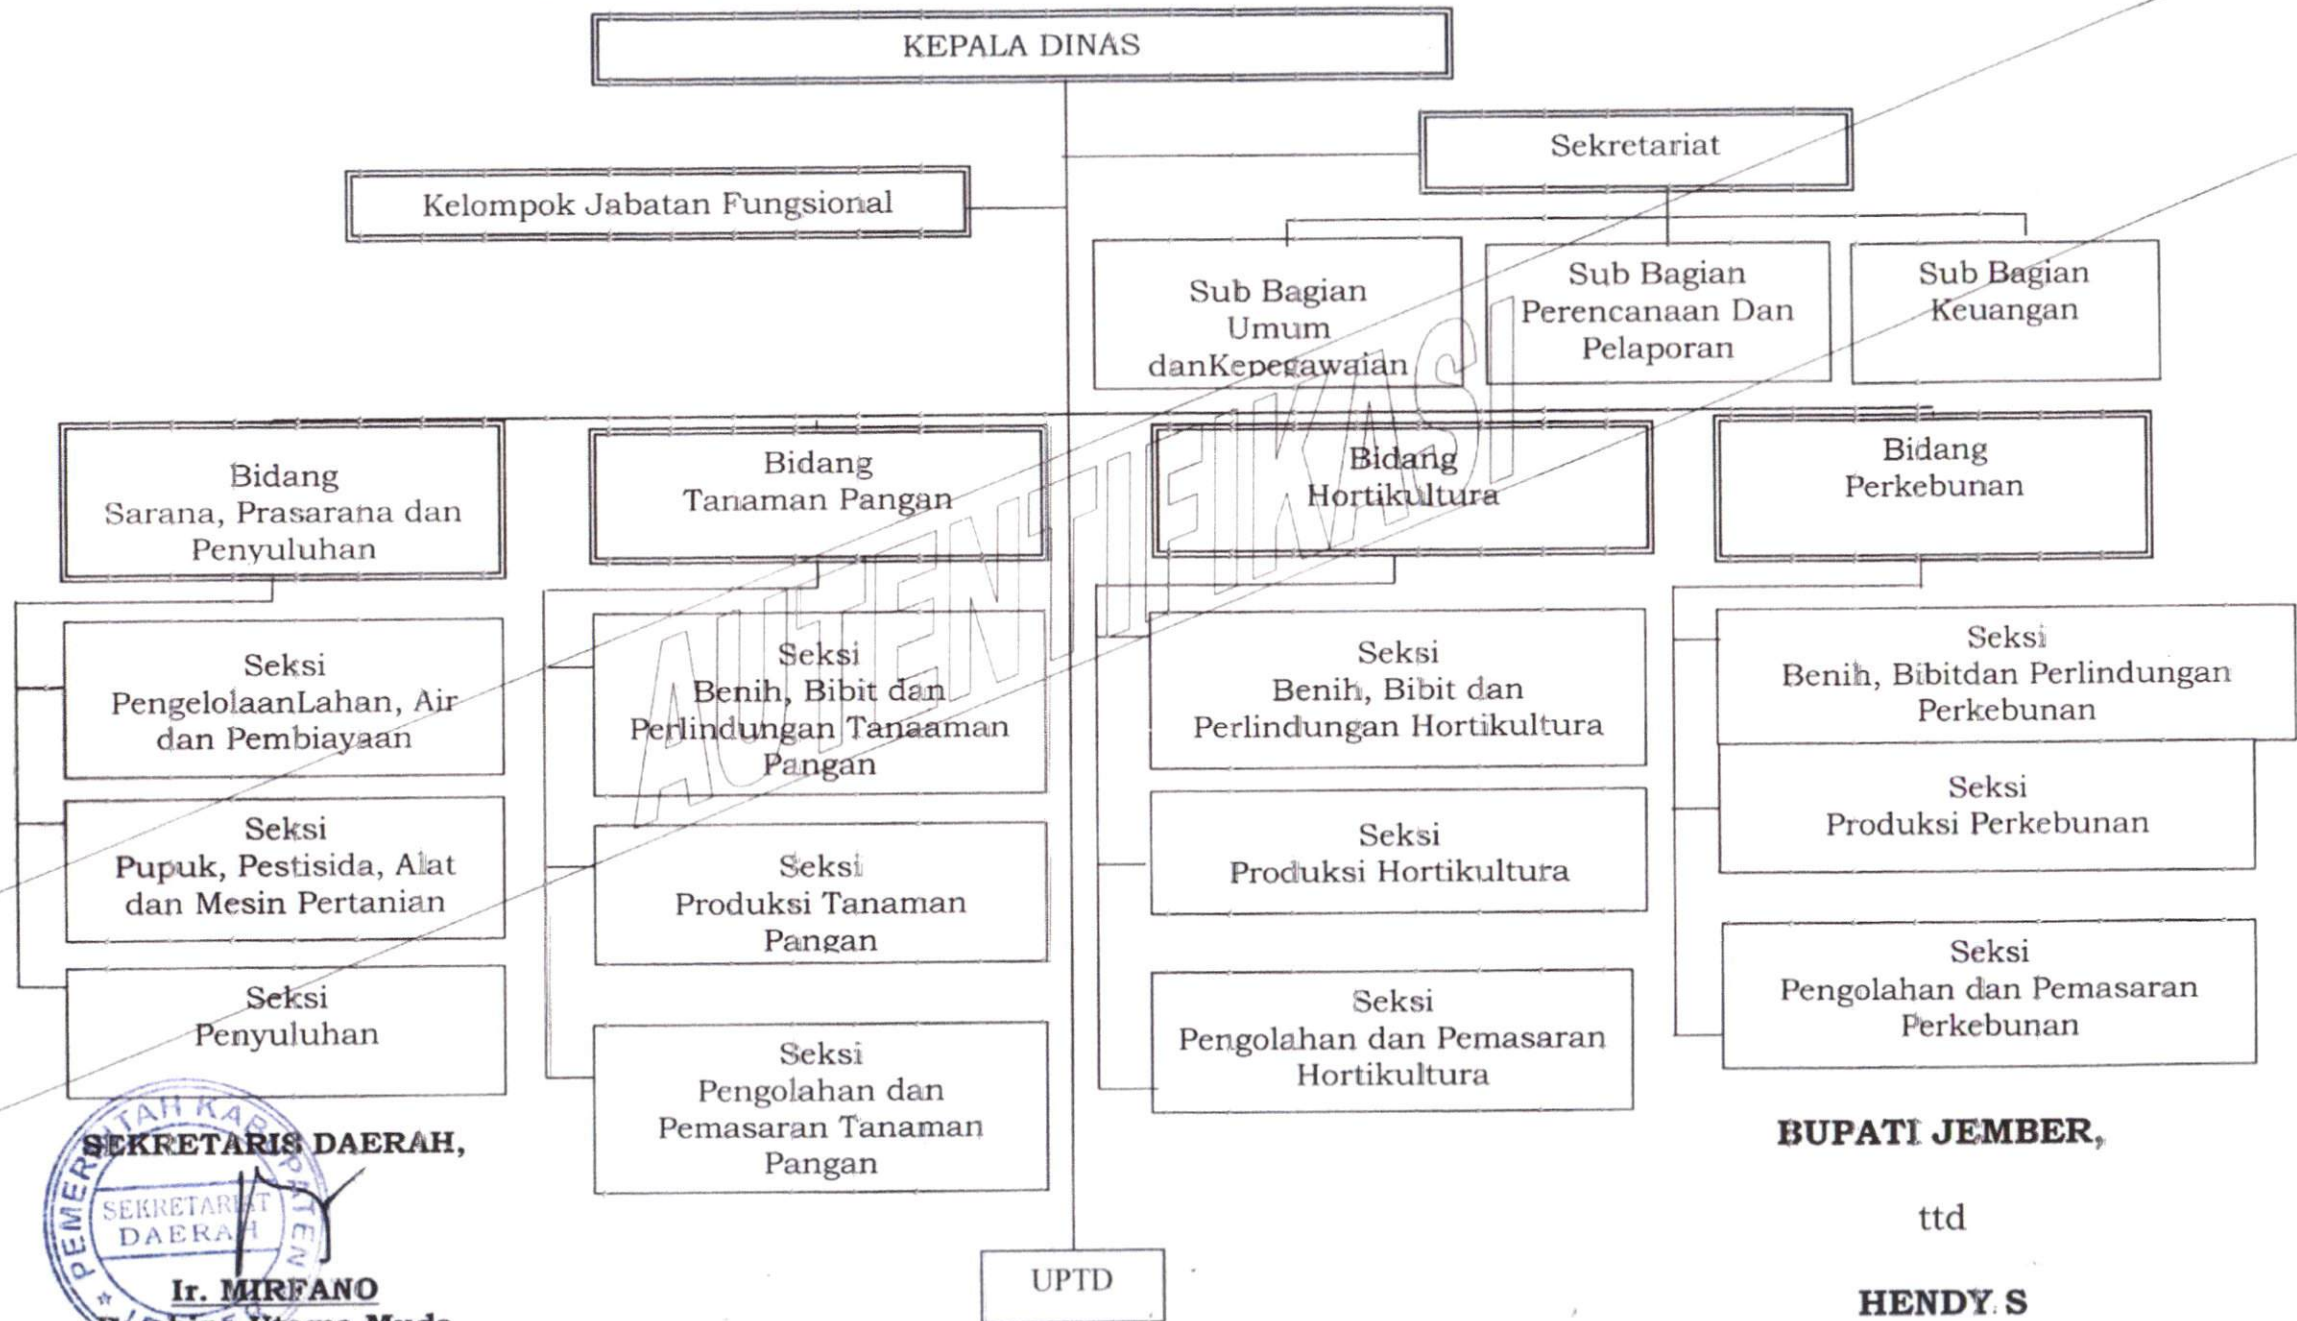 KEPALA DINAS
Sekretariat
Kelompok Jabatan Fungsional
Sub Bagian
Umum
danKepegawaian
Sub Bagian
Perencanaan Dan
Pelaporan
Sub Bagian
Keuangan
Bidang
Sarana, Prasarana dan
Penyuluhan
Bidang
Tanaman Pangan
Bidang
Hortikultura
Bidang
Perkebunan
Seksi
PengelolaanLahan, Air
dan Pembiayaan
Seksi
Pupuk, Pestisida, Alat
dan Mesin Pertanian
Seksi
Penyuluhan
Seksi
Benih, Bibit dan
Perlindungan Tanaaman
Pangan
Seksi
Produksi Tanaman
Pangan
Seksi
Pengolahan dan
Pemasaran Tanaman
Pangan
Seksi
Benih, Bibit dan
Perlindungan Hortikultura
Seksi
Produksi Hortikultura
Seksi
Pengolahan dan Pemasaran
Hortikultura
Seksi
Benih, Bibitdan Perlindungan
Perkebunan
Seksi
Produksi Perkebunan
Seksi
Pengolahan dan Pemasaran
Perkebunan
UPTD
AUTENTIFIKASI
SEKRETARIS DAERAH,
PEMERINTAH KABUPATEN
SEKRETARIAT
DAERAH
Ir. MIRFANO
Utama Muda
BUPATI JEMBER,
ttd
HENDY S